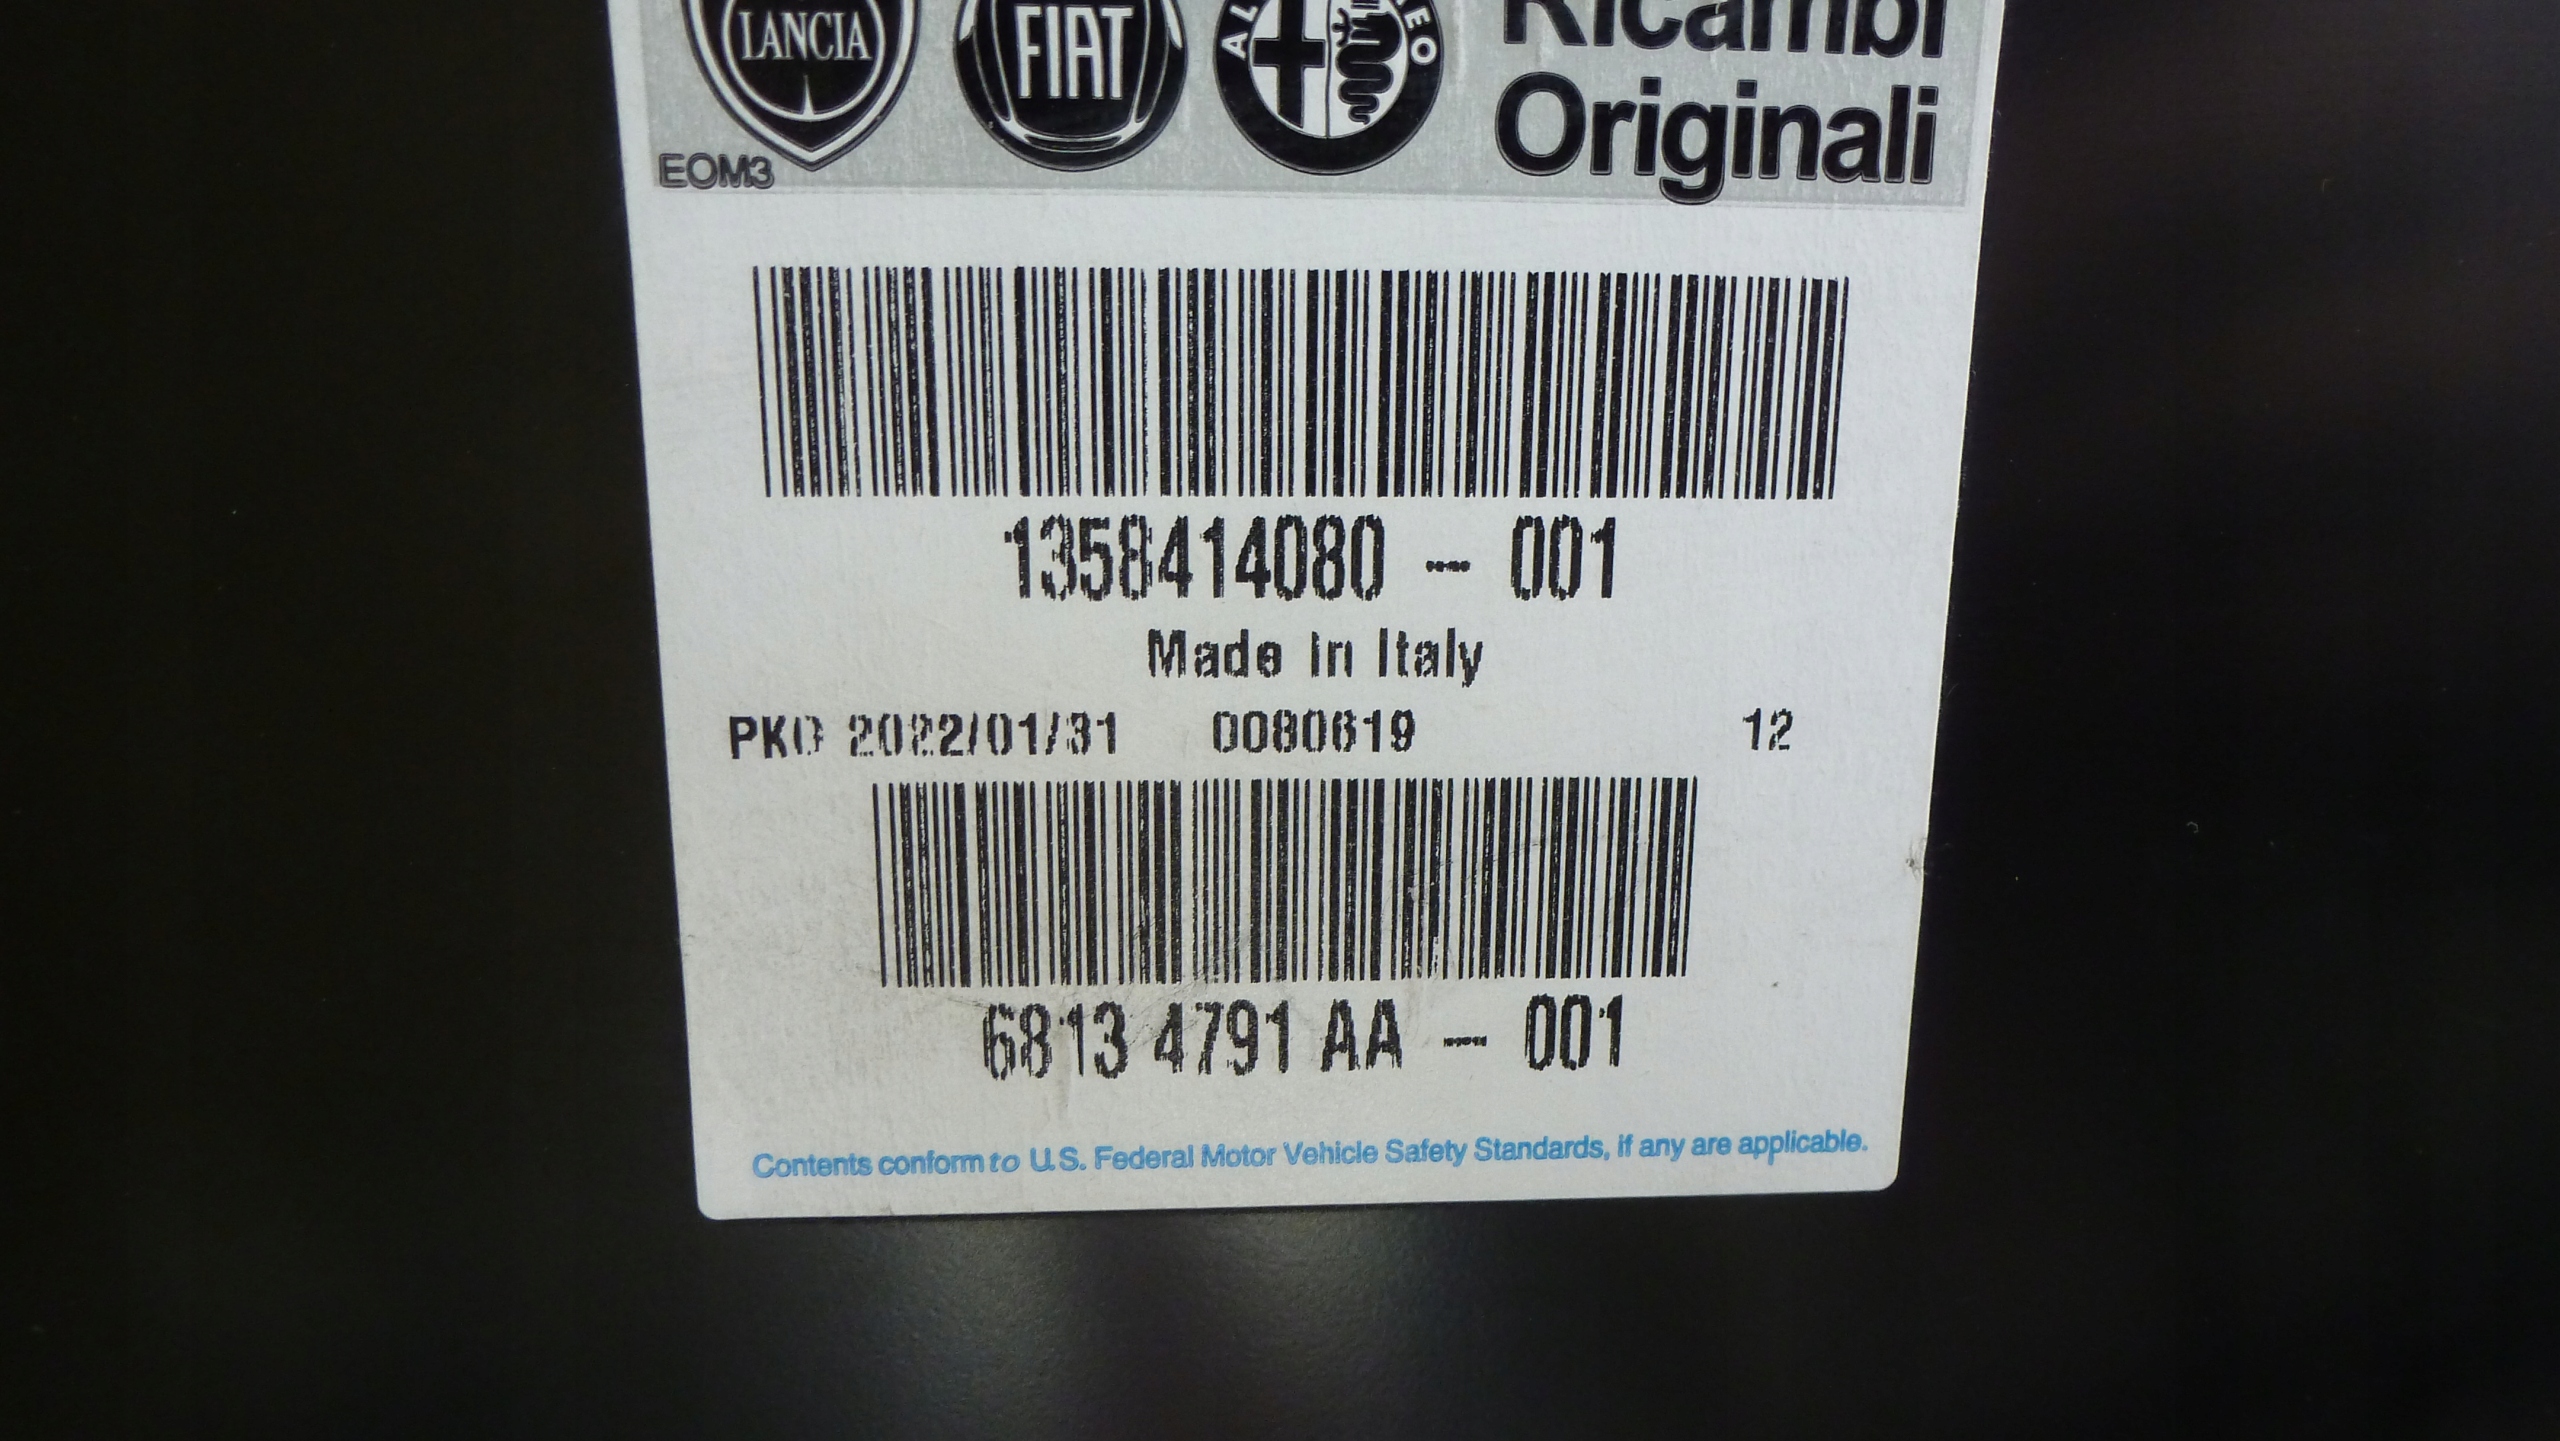 LANCIA
FIAT
Ricambi
Originali
EOM3
1358414080 - 001
Made In Italy
PKD 2022/01/31 0080619 12
6813 4791 AA - 001
Contents conform to U.S. Federal Motor Vehicle Safety Standards, if any are applicable.